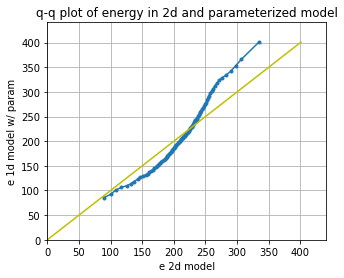 q-q plot of energy in 2d and parameterized model
e 1d model w/ param
400
350
300
250
200
150
100
50
0
0 50 100 150 200 250 300 350 400
e 2d model